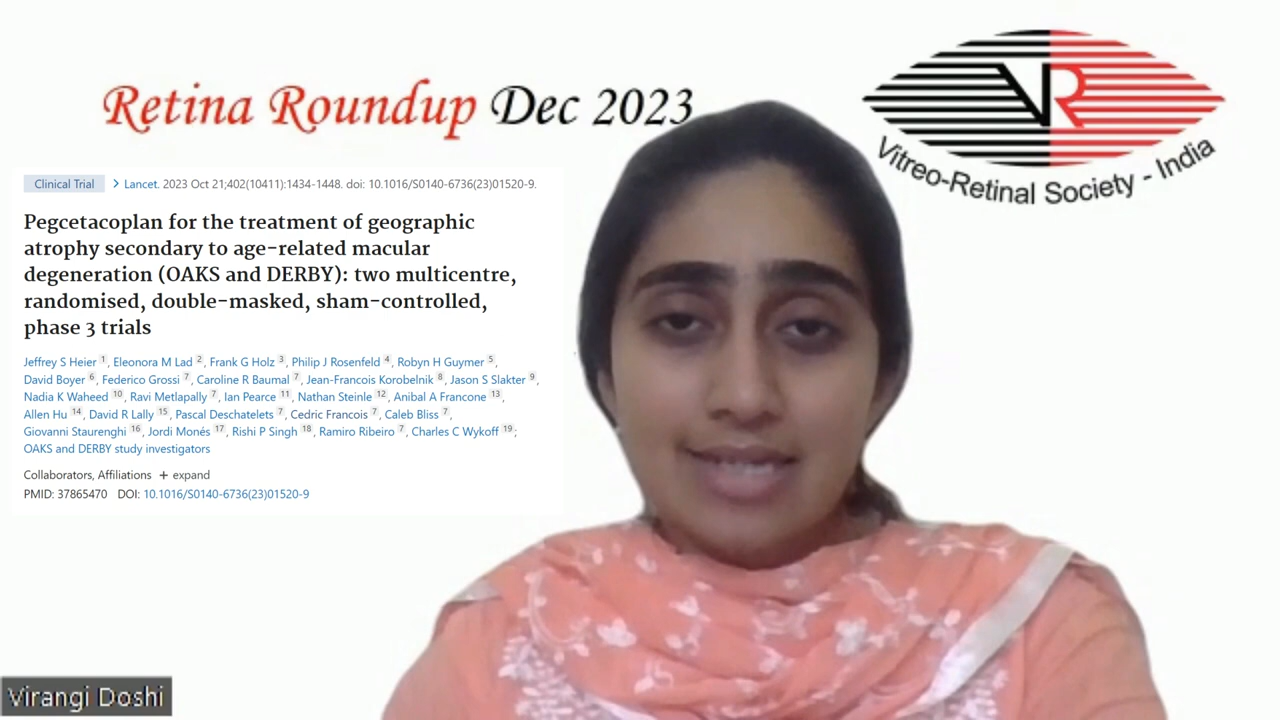 Retina Roundup Dec 2023
VR
Vitreo-Retinal Society - India
Clinical Trial > Lancet. 2023 Oct 21;402(10411):1434-1448. doi: 10.1016/S0140-6736(23)01520-9.
Pegcetacoplan for the treatment of geographic
atrophy secondary to age-related macular
degeneration (OAKS and DERBY): two multicentre,
randomised, double-masked, sham-controlled,
phase 3 trials
Jeffrey S Heier 1, Eleonora M Lad 2, Frank G Holz 3, Philip J Rosenfeld 4, Robyn H Guymer 5,
David Boyer 6, Federico Grossi 7, Caroline R Baumal 7, Jean-Francois Korobelnik 8, Jason S Slakter 9,
Nadia K Waheed 10, Ravi Metlapally 7, Ian Pearce 11, Nathan Steinle 12, Anibal A Francone 13,
Allen Hu 14, David R Lally 15, Pascal Deschatelets 7, Cedric Francois 7, Caleb Bliss 7,
Giovanni Staurenghi 16, Jordi Monés 17, Rishi P Singh 18, Ramiro Ribeiro 7, Charles C Wykoff 19;
OAKS and DERBY study investigators
Collaborators, Affiliations + expand
PMID: 37865470 DOI: 10.1016/S0140-6736(23)01520-9
Virangi Doshi